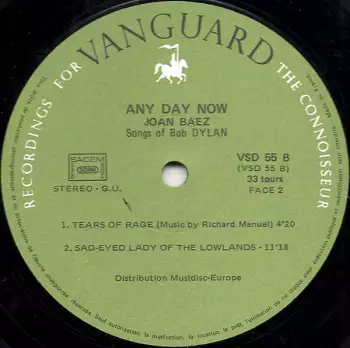 RECORDINGS FOR VANGUARD THE CONNOISSEUR
ANY DAY NOW
JOAN BAEZ
Songs of Bob DYLAN
SACEM
STEREO - G.U.
VSD 55 B
(VSD 55 B)
33 tours
FACE 2
1. TEARS OF RAGE (Music by Richard Manuel) 4'20
2. SAD-EYED LADY OF THE LOWLANDS - 11'18
Distribution Musidisc-Europe